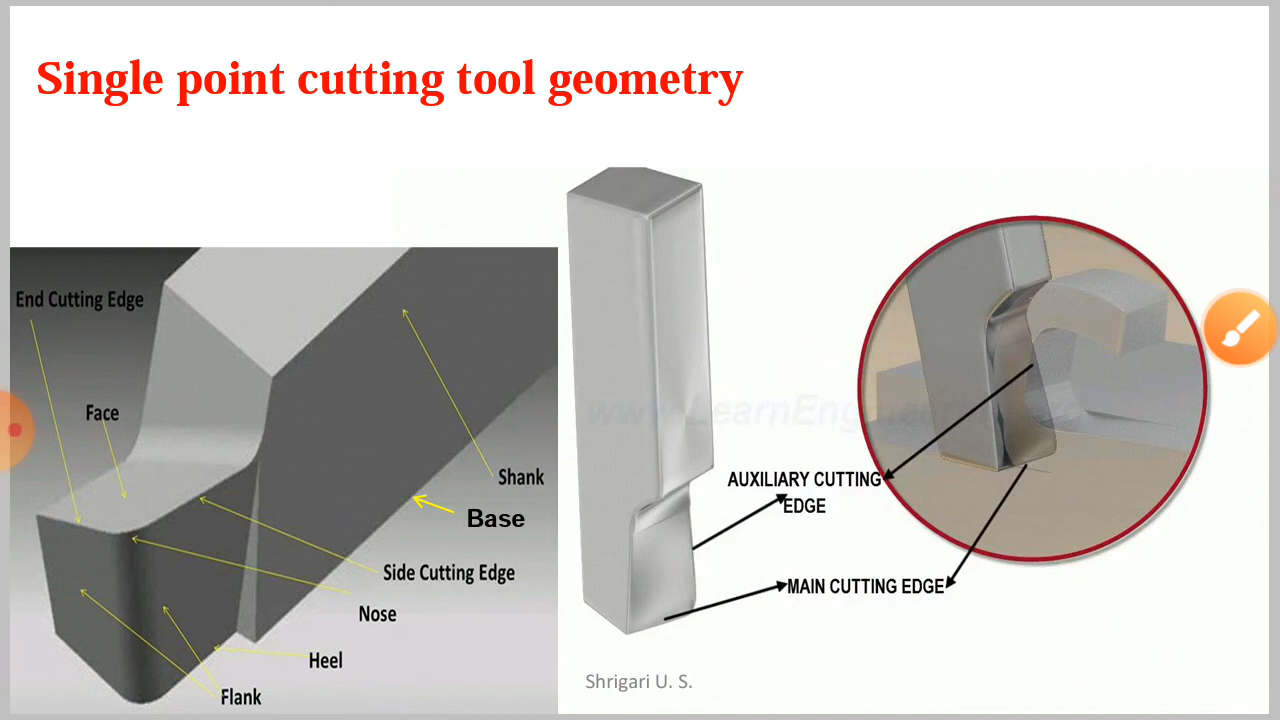 Single point cutting tool geometry
End Cutting Edge
Face
Shank
Base
Side Cutting Edge
Nose
Heel
Flank
AUXILIARY CUTTING
EDGE
MAIN CUTTING EDGE
Shrigari U. S.